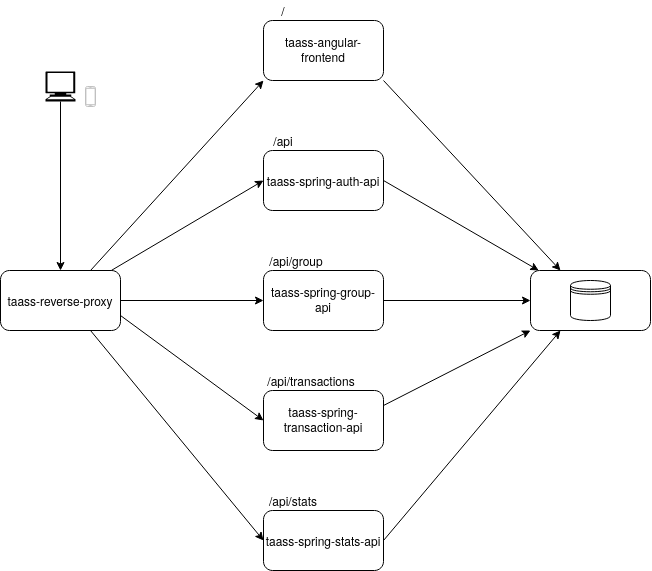 /
taass-angular-
frontend
/api
taass-spring-auth-api
/api/group
taass-reverse-proxy
taass-spring-group-
api
/api/transactions
taass-spring-
transaction-api
/api/stats
taass-spring-stats-api